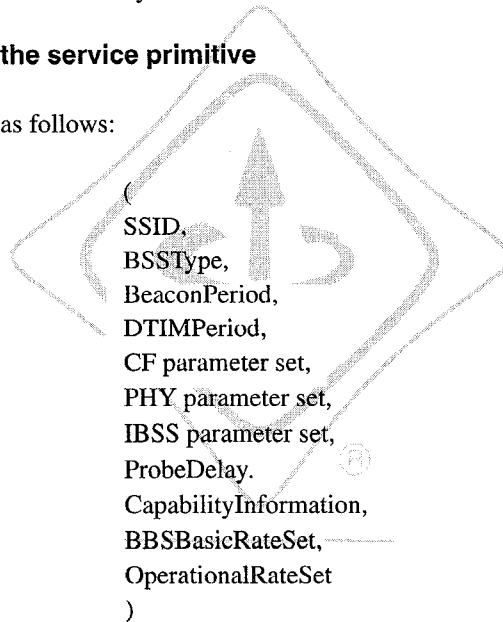 the service primitive
as follows:
(
SSID,
BSSType,
BeaconPeriod,
DTIMPeriod,
CF parameter set,
PHY parameter set,
IBSS parameter set,
ProbeDelay.
CapabilityInformation,
BBSBasicRateSet,
OperationalRateSet
)
®